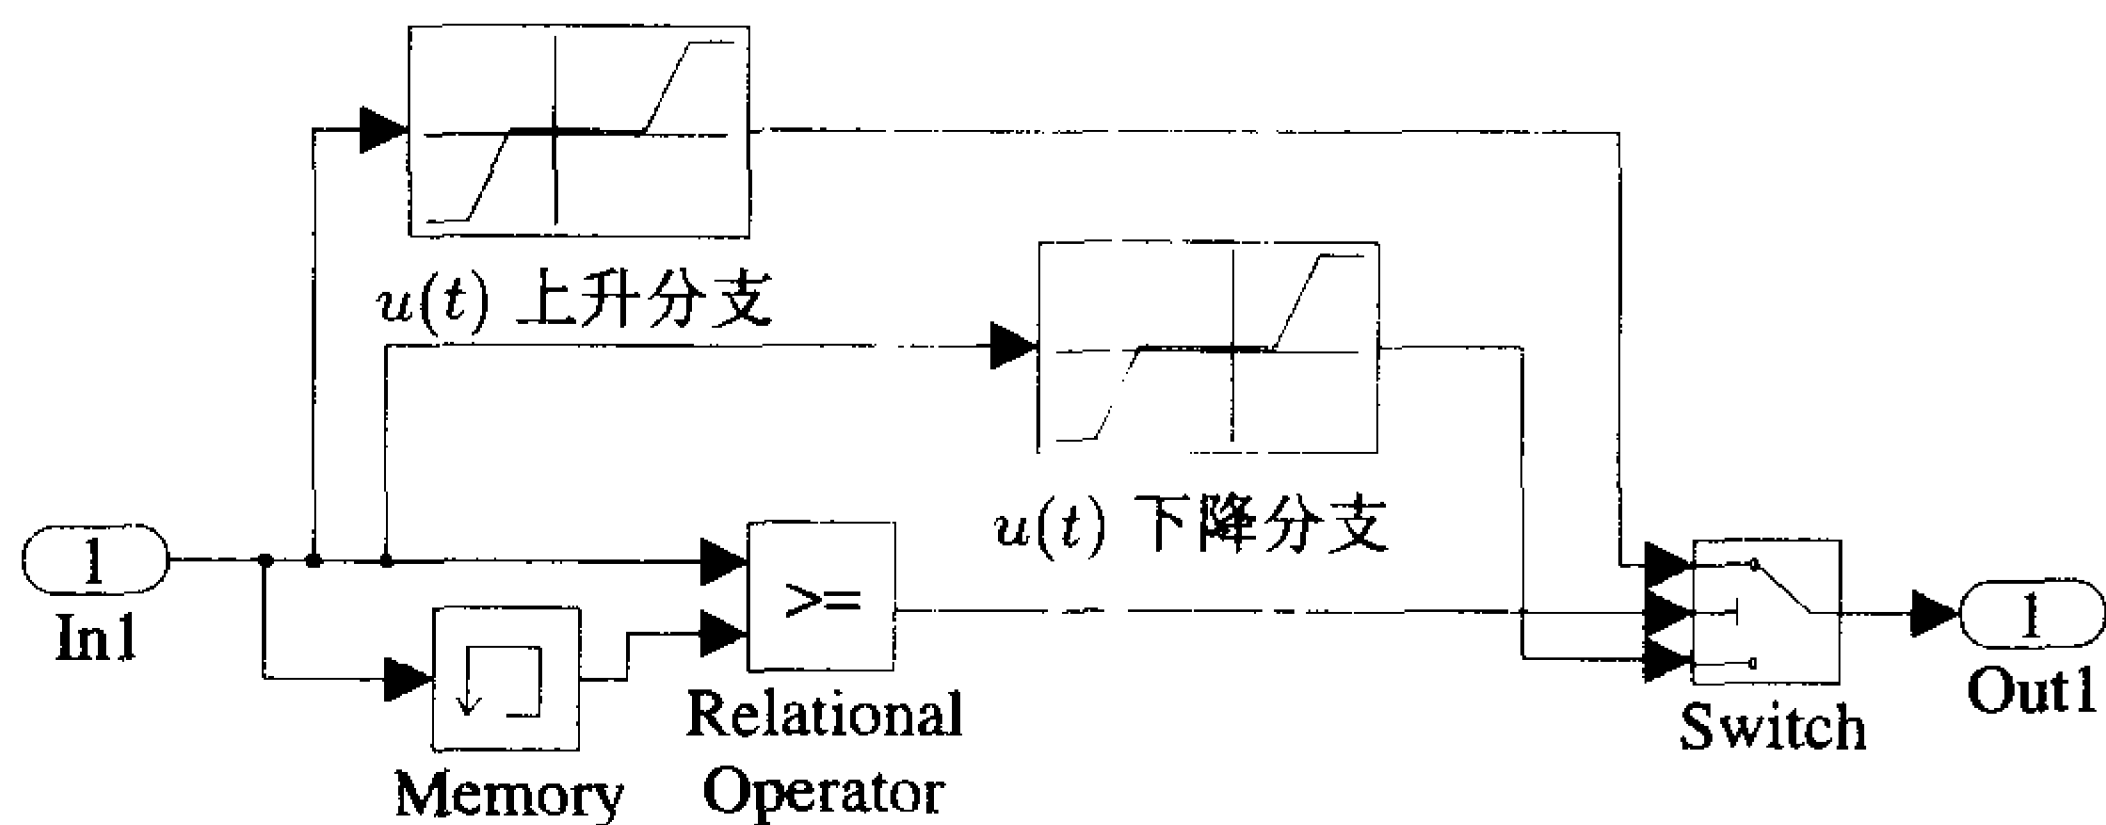 u(t) 上升分支
u(t) 下降分支
1
In1
>=
Relational
Operator
Memory
Switch
1
Out1